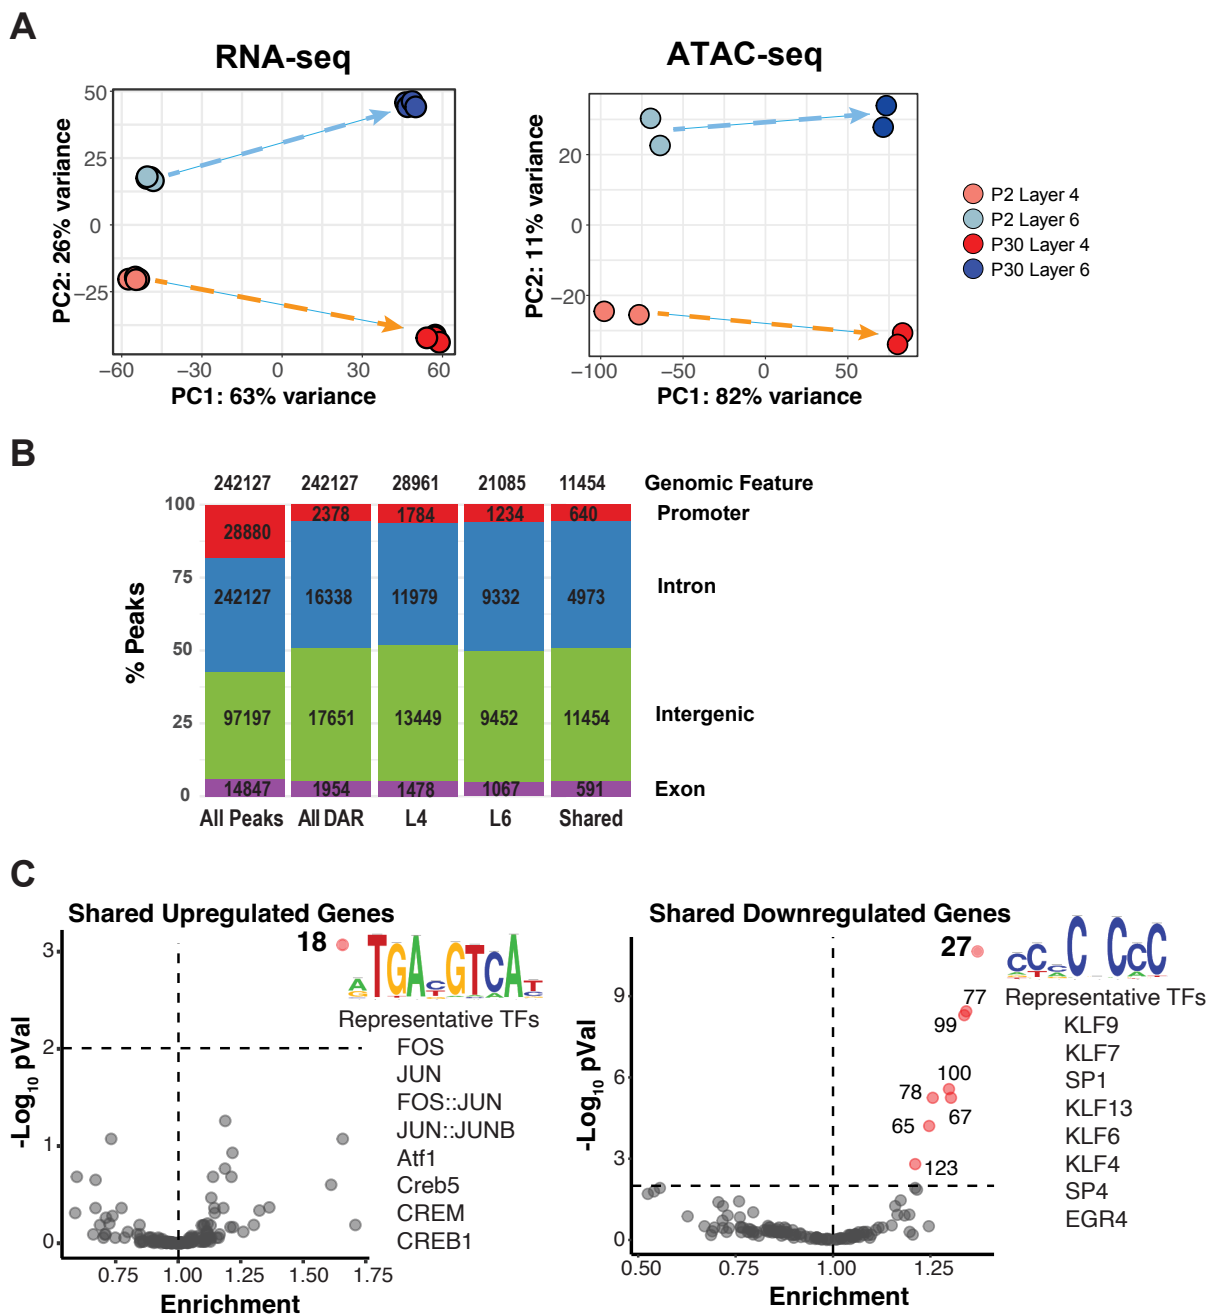 A
RNA-seq
50
25
0
−25
−60
−30
0
30
60
PC2: 26% variance
PC1: 63% variance
ATAC-seq
20
0
−20
−100
−50
0
50
PC2: 11% variance
PC1: 82% variance
P2 Layer 4
P2 Layer 6
P30 Layer 4
P30 Layer 6
B
242127 242127 28961 21085 11454 Genomic Feature
100
75
50
25
0
% Peaks
28880 2378 1784 1234 640 Promoter
242127 16338 11979 9332 4973 Intron
97197 17651 13449 9452 11454 Intergenic
14847 1954 1478 1067 591 Exon
All Peaks All DAR L4 L6 Shared
C
Shared Upregulated Genes
18
3
2
1
0
-Log10 pVal
0.75 1.00 1.25 1.50 1.75
Enrichment
TGA GTCA
Representative TFs
FOS
JUN
FOS::JUN
JUN::JUNB
Atf1
Creb5
CREM
CREB1
Shared Downregulated Genes
27
77
99
100
78
67
65
123
9
6
3
0
-Log10 pVal
0.50 0.75 1.00 1.25
Enrichment
CC C CCC
Representative TFs
KLF9
KLF7
SP1
KLF13
KLF6
KLF4
SP4
EGR4